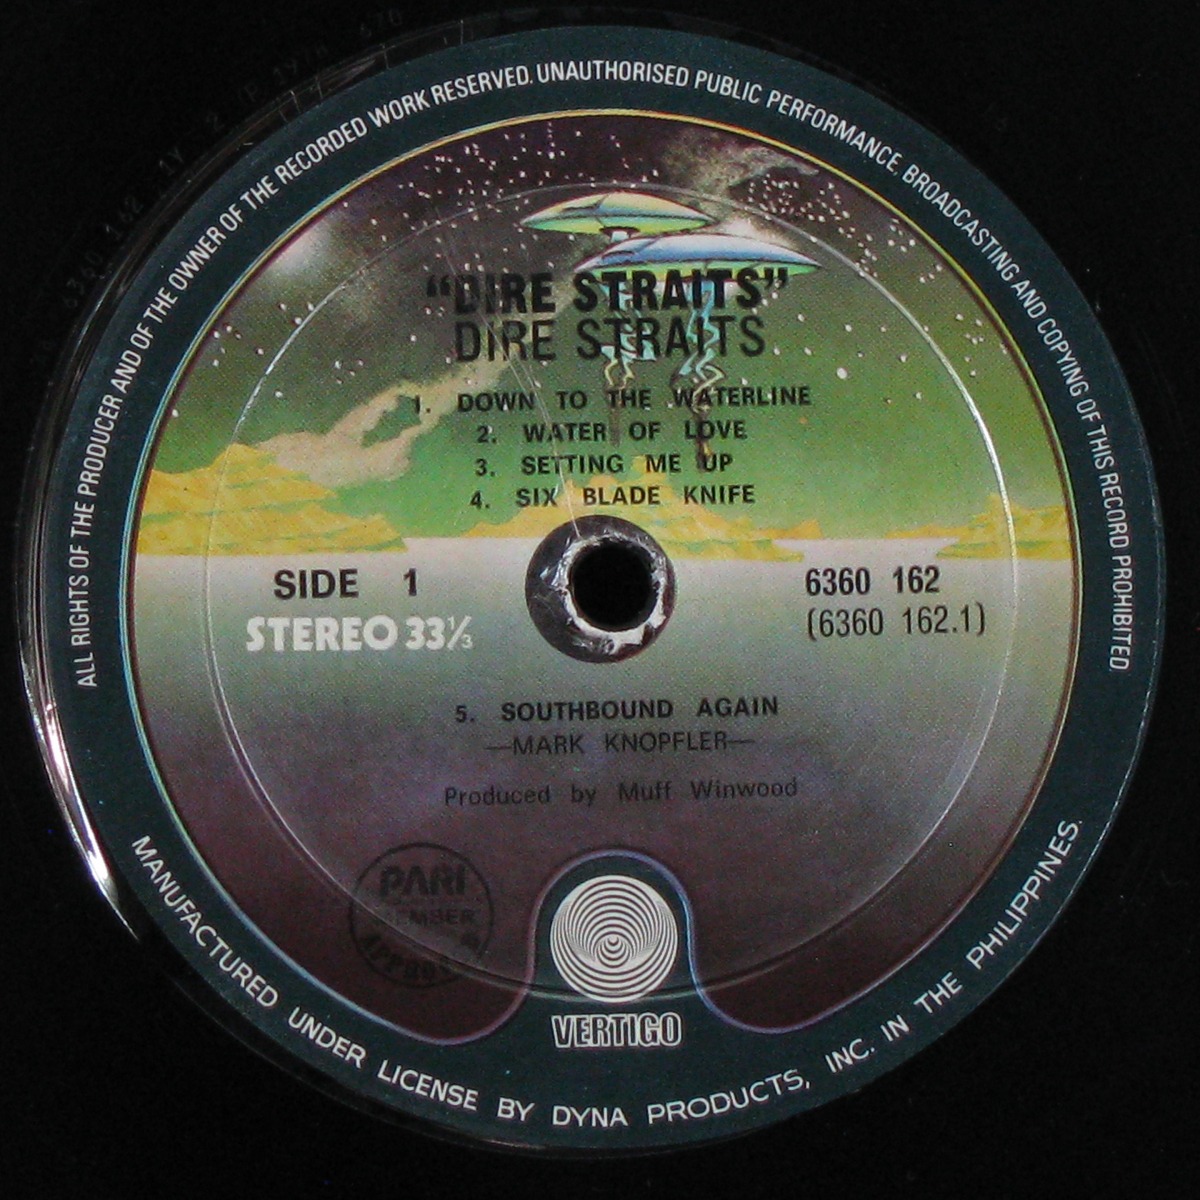 ALL RIGHTS OF THE PRODUCER AND OF THE OWNER OF THE RECORDED WORK RESERVED. UNAUTHORISED PUBLIC PERFORMANCE, BROADCASTING AND COPYING OF THIS RECORD PROHIBITED.
“DIRE STRAITS”
DIRE STRAITS
1. DOWN TO THE WATERLINE
2. WATER OF LOVE
3. SETTING ME UP
4. SIX BLADE KNIFE
SIDE 1
STEREO 33⅓
6360 162
(6360 162.1)
5. SOUTHBOUND AGAIN
—MARK KNOPFLER—
Produced by Muff Winwood
PARI
MEMBER
VERTIGO
MANUFACTURED UNDER LICENSE BY DYNA PRODUCTS, INC. IN THE PHILIPPINES.